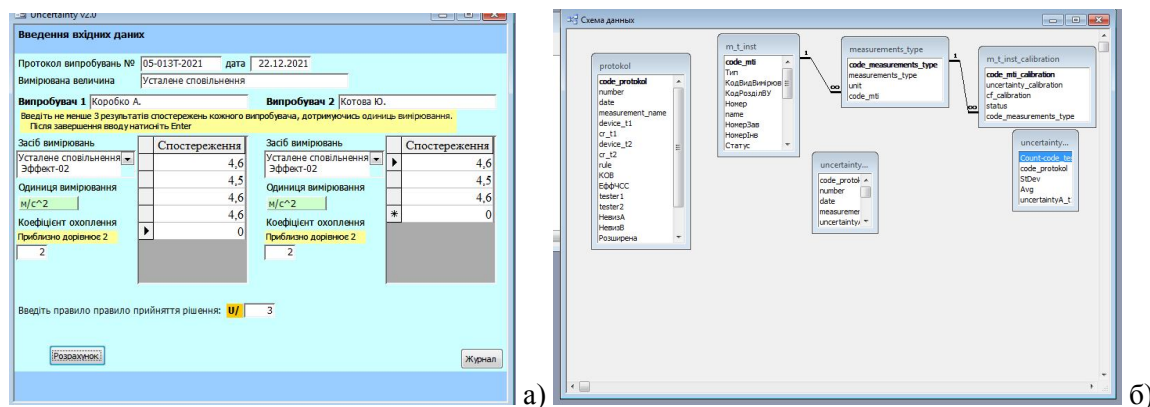 Uncertainty v2.0
Введення вхідних даних
Протокол випробувань № 05-013Т-2021 дата 22.12.2021
Вимірювана величина Усталене сповільнення
Випробувач 1 Коробко А. Випробувач 2 Котова Ю.
Введіть не менше 3 результатів спостережень кожного випробувача, дотримуючись одиниць вимірювання.
Після завершення вводу натисніть Enter
Засіб вимірювань
Усталене сповільнення
Эффект-02
Одиниця вимірювання
м/с^2
Коефіцієнт охоплення
Приблизно дорівнює 2
2
Спостереження
4,6
4,5
4,6
4,6
0
Засіб вимірювань
Усталене сповільнення
Эффект-02
Одиниця вимірювання
м/с^2
Коефіцієнт охоплення
Приблизно дорівнює 2
2
Спостереження
4,6
4,5
4,6
* 0
Введіть правило правило прийняття рішення: U/ 3
Розрахунок
Журнал
а)
Схема данных
protokol
code_protokol
number
date
measurement_name
device_t1
cr_t1
device_t2
cr_t2
rule
КОВ
ЕффЧСС
tester1
tester2
НевизА
НевизВ
Розширена
m_t_inst
code_mti
Тип
КодВидВимірюв
КодРозділВУ
Номер
name
НомерЗав
НомерІнв
Статус
1
∞
measurements_type
code_measurements_type
measurements_type
unit
code_mti
1
∞
m_t_inst_calibration
code_mti_calibration
uncertainty_calibration
cf_calibration
status
code_measurements_type
uncertainty...
code_protok
number
date
measuremer
uncertainty
uncertainty...
Count-code_te
code_protokol
StDev
Avg
uncertaintyA_t
б)